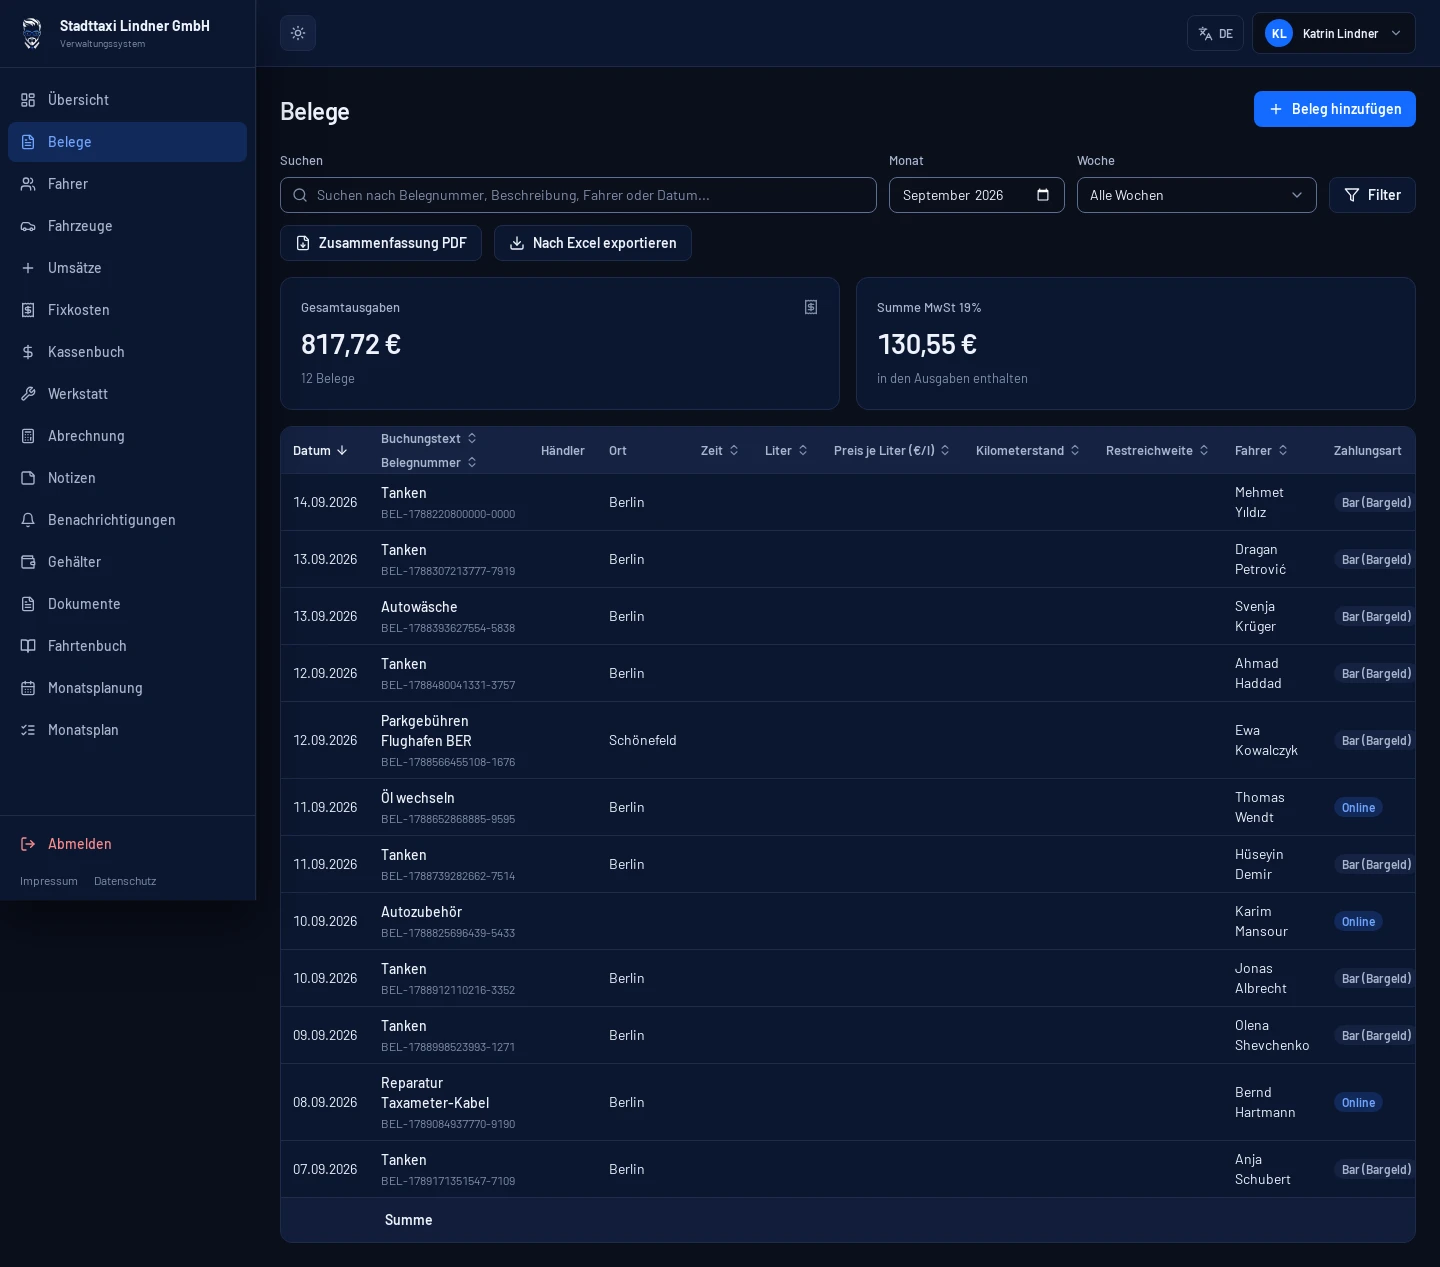 Stadttaxi Lindner GmbH
Verwaltungssystem
Übersicht
Belege
Fahrer
Fahrzeuge
Umsätze
Fixkosten
Kassenbuch
Werkstatt
Abrechnung
Notizen
Benachrichtigungen
Gehälter
Dokumente
Fahrtenbuch
Monatsplanung
Monatsplan
Abmelden
Impressum Datenschutz
DE
KL Katrin Lindner
Belege
Beleg hinzufügen
Suchen Monat Woche
Suchen nach Belegnummer, Beschreibung, Fahrer oder Datum... September 2026 Alle Wochen Filter
Zusammenfassung PDF Nach Excel exportieren
Gesamtausgaben
817,72 €
12 Belege
Summe MwSt 19%
130,55 €
in den Ausgaben enthalten
Datum Buchungstext Belegnummer Händler Ort Zeit Liter Preis je Liter (€/l) Kilometerstand Restreichweite Fahrer Zahlungsart
14.09.2026 Tanken BEL-1788220800000-0000 Berlin Mehmet Yıldız Bar (Bargeld)
13.09.2026 Tanken BEL-1788307213777-7919 Berlin Dragan Petrović Bar (Bargeld)
13.09.2026 Autowäsche BEL-1788393627554-5838 Berlin Svenja Krüger Bar (Bargeld)
12.09.2026 Tanken BEL-1788480041331-3757 Berlin Ahmad Haddad Bar (Bargeld)
12.09.2026 Parkgebühren Flughafen BER BEL-1788566455108-1676 Schönefeld Ewa Kowalczyk Bar (Bargeld)
11.09.2026 Öl wechseln BEL-1788652868885-9595 Berlin Thomas Wendt Online
11.09.2026 Tanken BEL-1788739282662-7514 Berlin Hüseyin Demir Bar (Bargeld)
10.09.2026 Autozubehör BEL-1788825696439-5433 Karim Mansour Online
10.09.2026 Tanken BEL-1788912110216-3352 Berlin Jonas Albrecht Bar (Bargeld)
09.09.2026 Tanken BEL-1788998523993-1271 Berlin Olena Shevchenko Bar (Bargeld)
08.09.2026 Reparatur Taxameter-Kabel BEL-1789084937770-9190 Berlin Bernd Hartmann Online
07.09.2026 Tanken BEL-1789171351547-7109 Berlin Anja Schubert Bar (Bargeld)
Summe